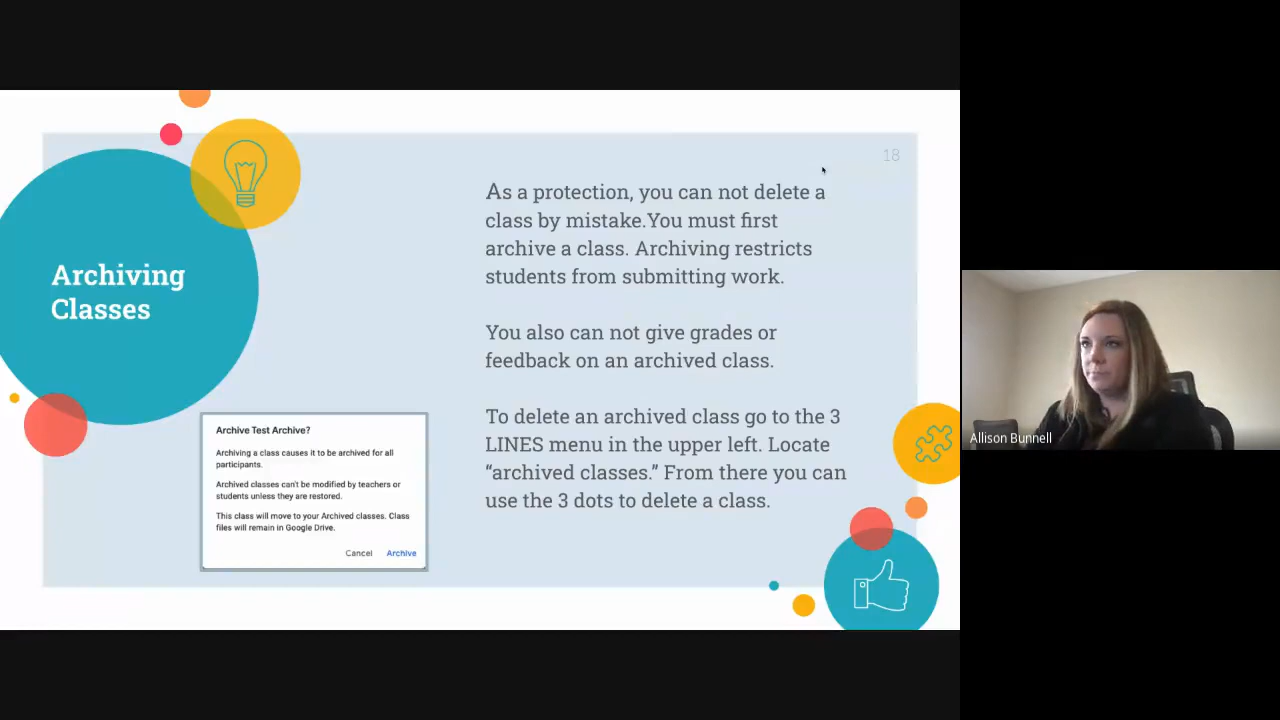 18
Archiving
Classes
As a protection, you can not delete a
class by mistake.You must first
archive a class. Archiving restricts
students from submitting work.
You also can not give grades or
feedback on an archived class.
To delete an archived class go to the 3
LINES menu in the upper left. Locate
“archived classes.” From there you can
use the 3 dots to delete a class.
Archive Test Archive?
Archiving a class causes it to be archived for all
participants.
Archived classes can't be modified by teachers or
students unless they are restored.
This class will move to your Archived classes. Class
files will remain in Google Drive.
Cancel Archive
Allison Bunnell